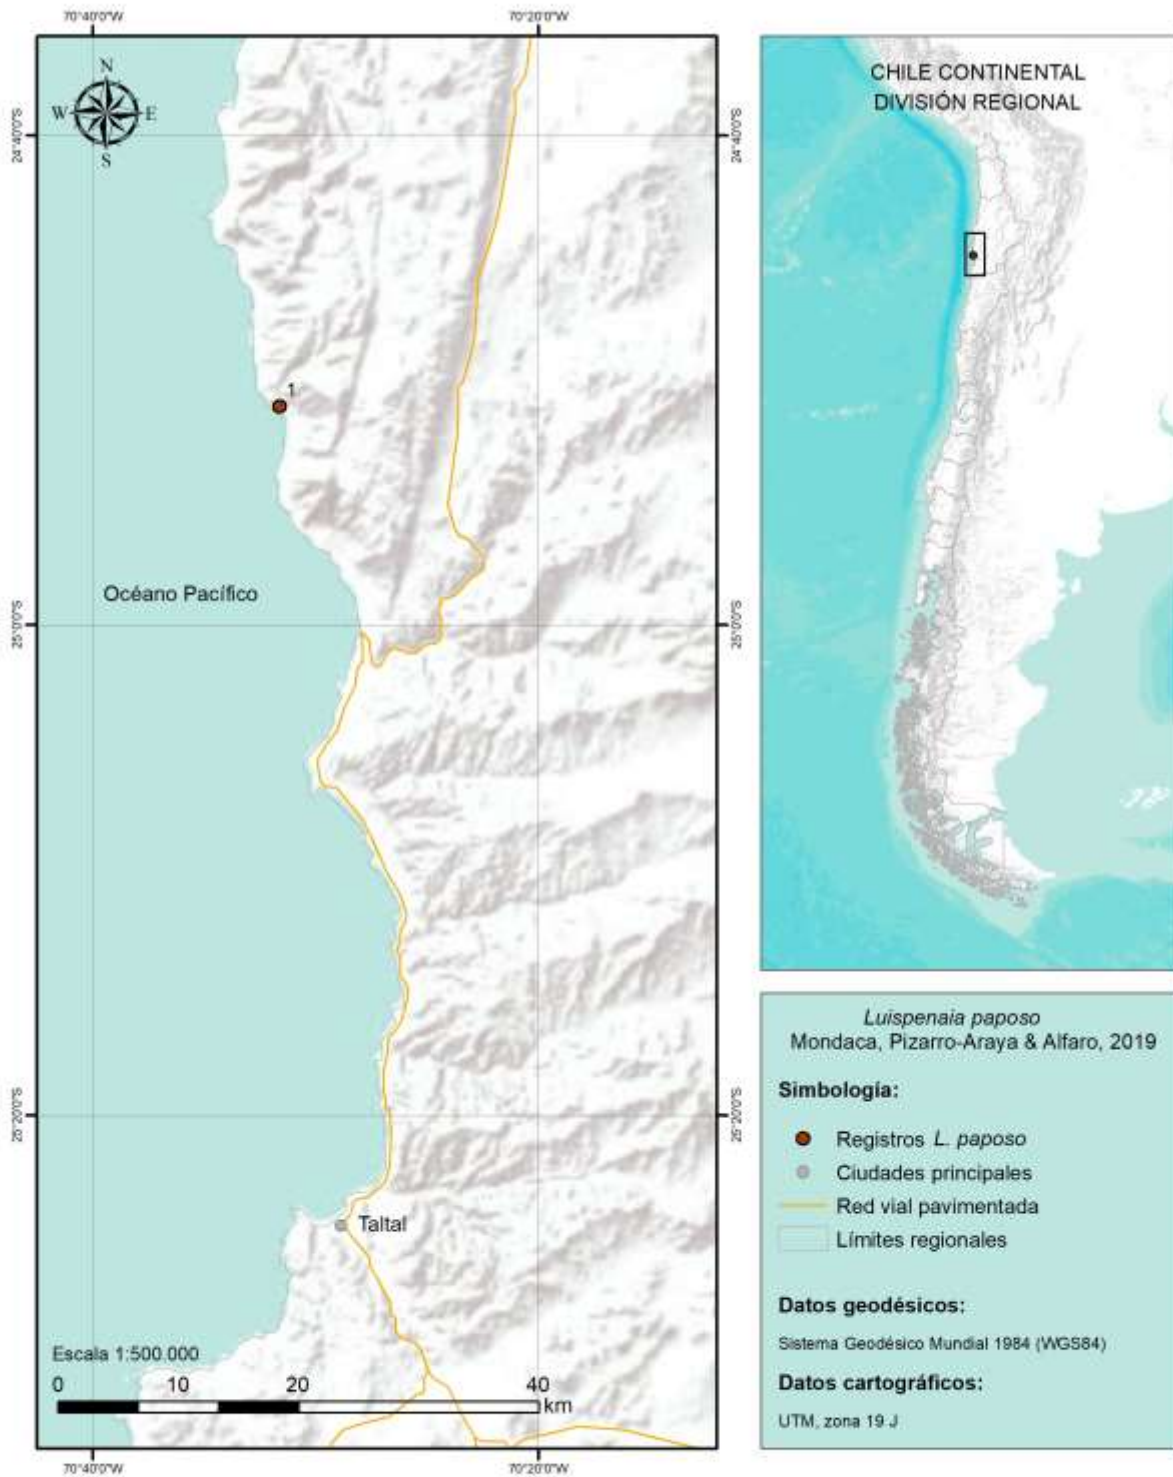 70°40'0"W
70°20'0"W
N
W
E
S
24°40'0"S
24°40'0"S
1
Océano Pacífico
25°0'0"S
25°0'0"S
25°20'0"S
25°20'0"S
Taltal
Escala 1:500.000
0 10 20 40
km
70°40'0"W
70°20'0"W
CHILE CONTINENTAL
DIVISIÓN REGIONAL
Luispenaia paposo
Mondaca, Pizarro-Araya & Alfaro, 2019
Simbología:
Registros L. paposo
Ciudades principales
Red vial pavimentada
Límites regionales
Datos geodésicos:
Sistema Geodésico Mundial 1984 (WGS84)
Datos cartográficos:
UTM, zona 19 J